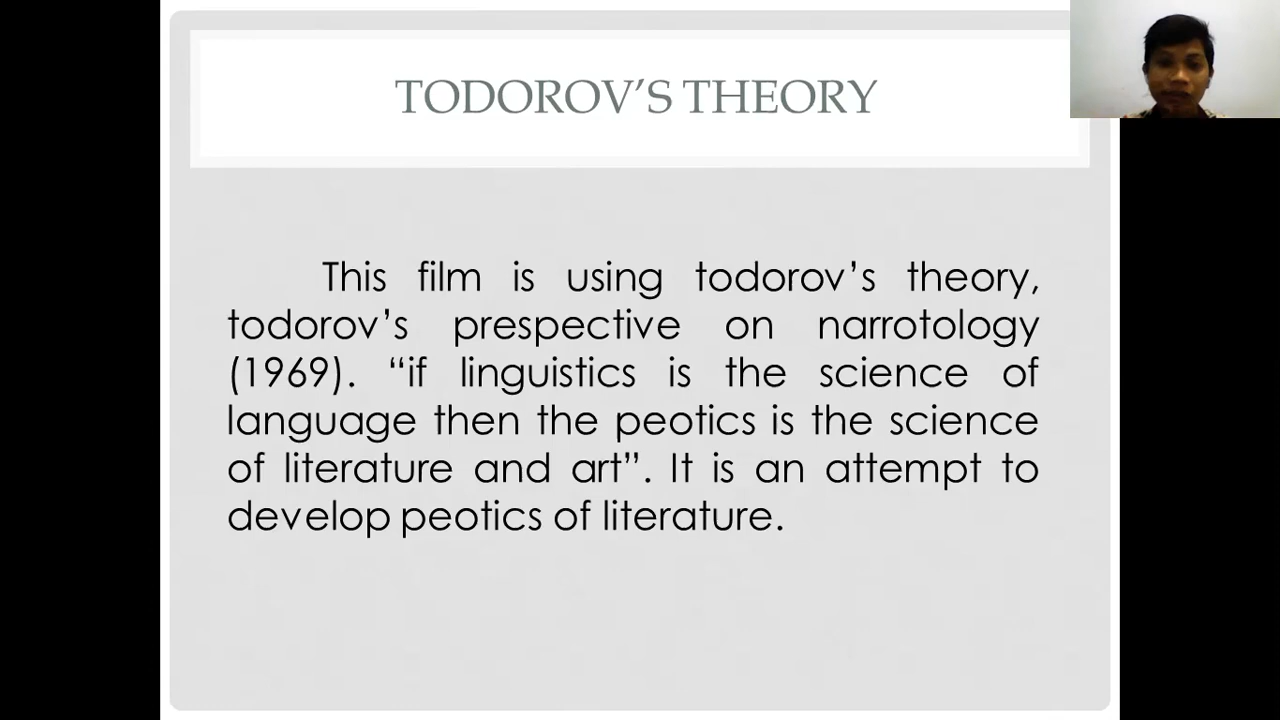 TODOROV’S THEORY
This film is using todorov’s theory,
todorov’s prespective on narrotology
(1969). “if linguistics is the science of
language then the peotics is the science
of literature and art”. It is an attempt to
develop peotics of literature.